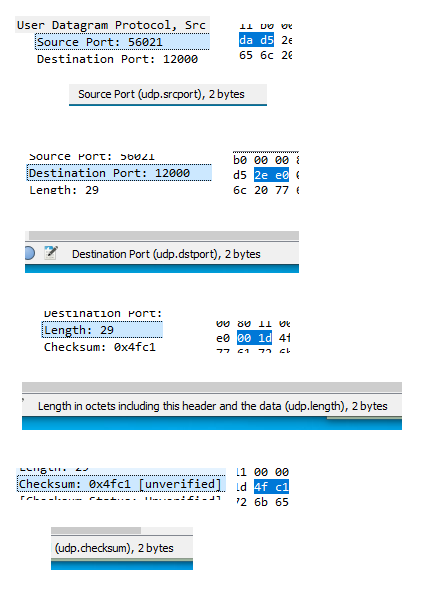 User Datagram Protocol, Src
11 b0 00
Source Port: 56021
da d5 2e
Destination Port: 12000
65 6c 20
Source Port (udp.srcport), 2 bytes
Source Port: 56021
b0 00 00 8
Destination Port: 12000
d5 2e e0 0
Length: 29
6c 20 77 6
Destination Port (udp.dstport), 2 bytes
Destination Port:
00 80 11 00
Length: 29
e0 00 1d 4f
Checksum: 0x4fc1
77 61 72 6b
Length in octets including this header and the data (udp.length), 2 bytes
Length: 29
11 00 00
Checksum: 0x4fc1 [unverified]
1d 4f c1
[Checksum Status: Unverified]
72 6b 65
(udp.checksum), 2 bytes